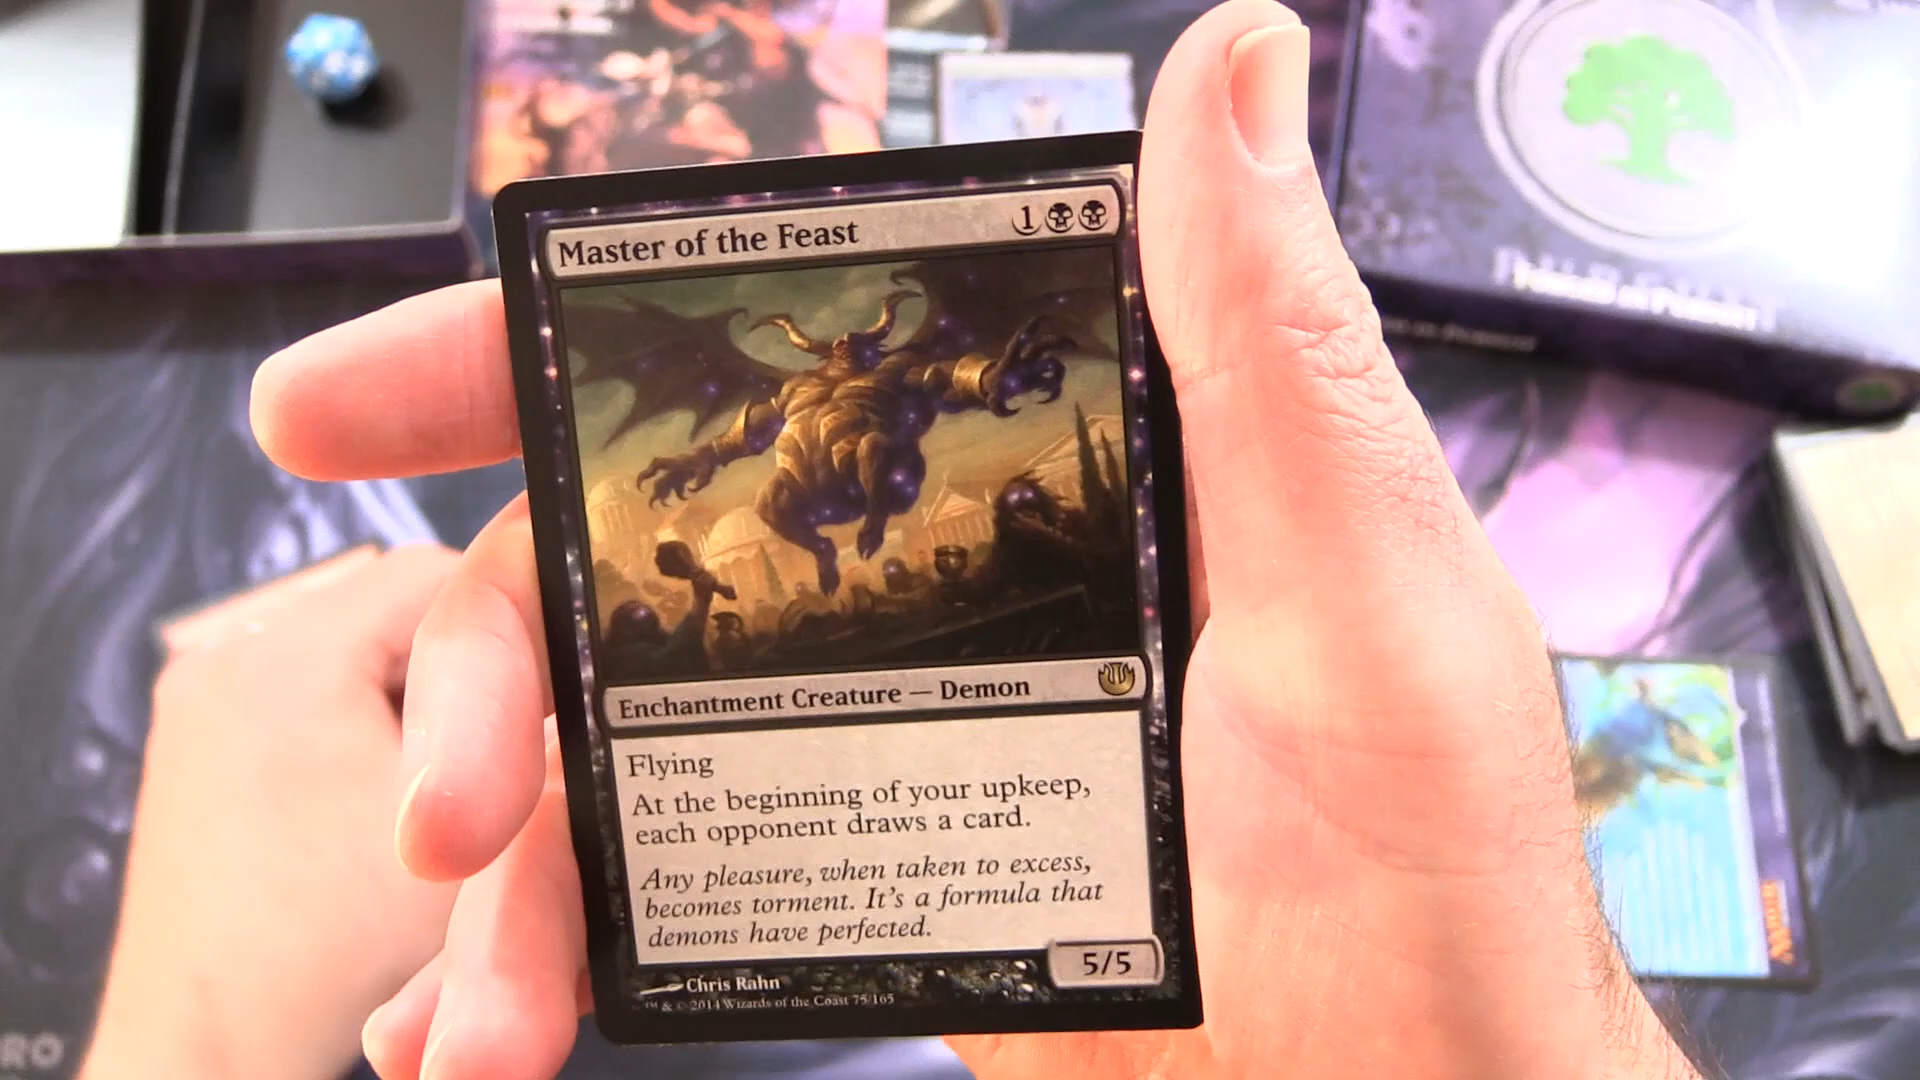 Master of the Feast 1
Enchantment Creature — Demon
Flying
At the beginning of your upkeep,
each opponent draws a card.
Any pleasure, when taken to excess,
becomes torment. It's a formula that
demons have perfected.
5/5
Chris Rahn
™ & © 2014 Wizards of the Coast 75/165
RO